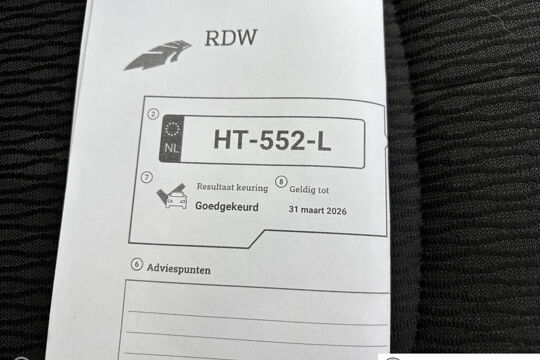 RDW
2
NL
HT-552-L
7
Resultaat keuring
Goedgekeurd
8
Geldig tot
31 maart 2026
6 Adviespunten